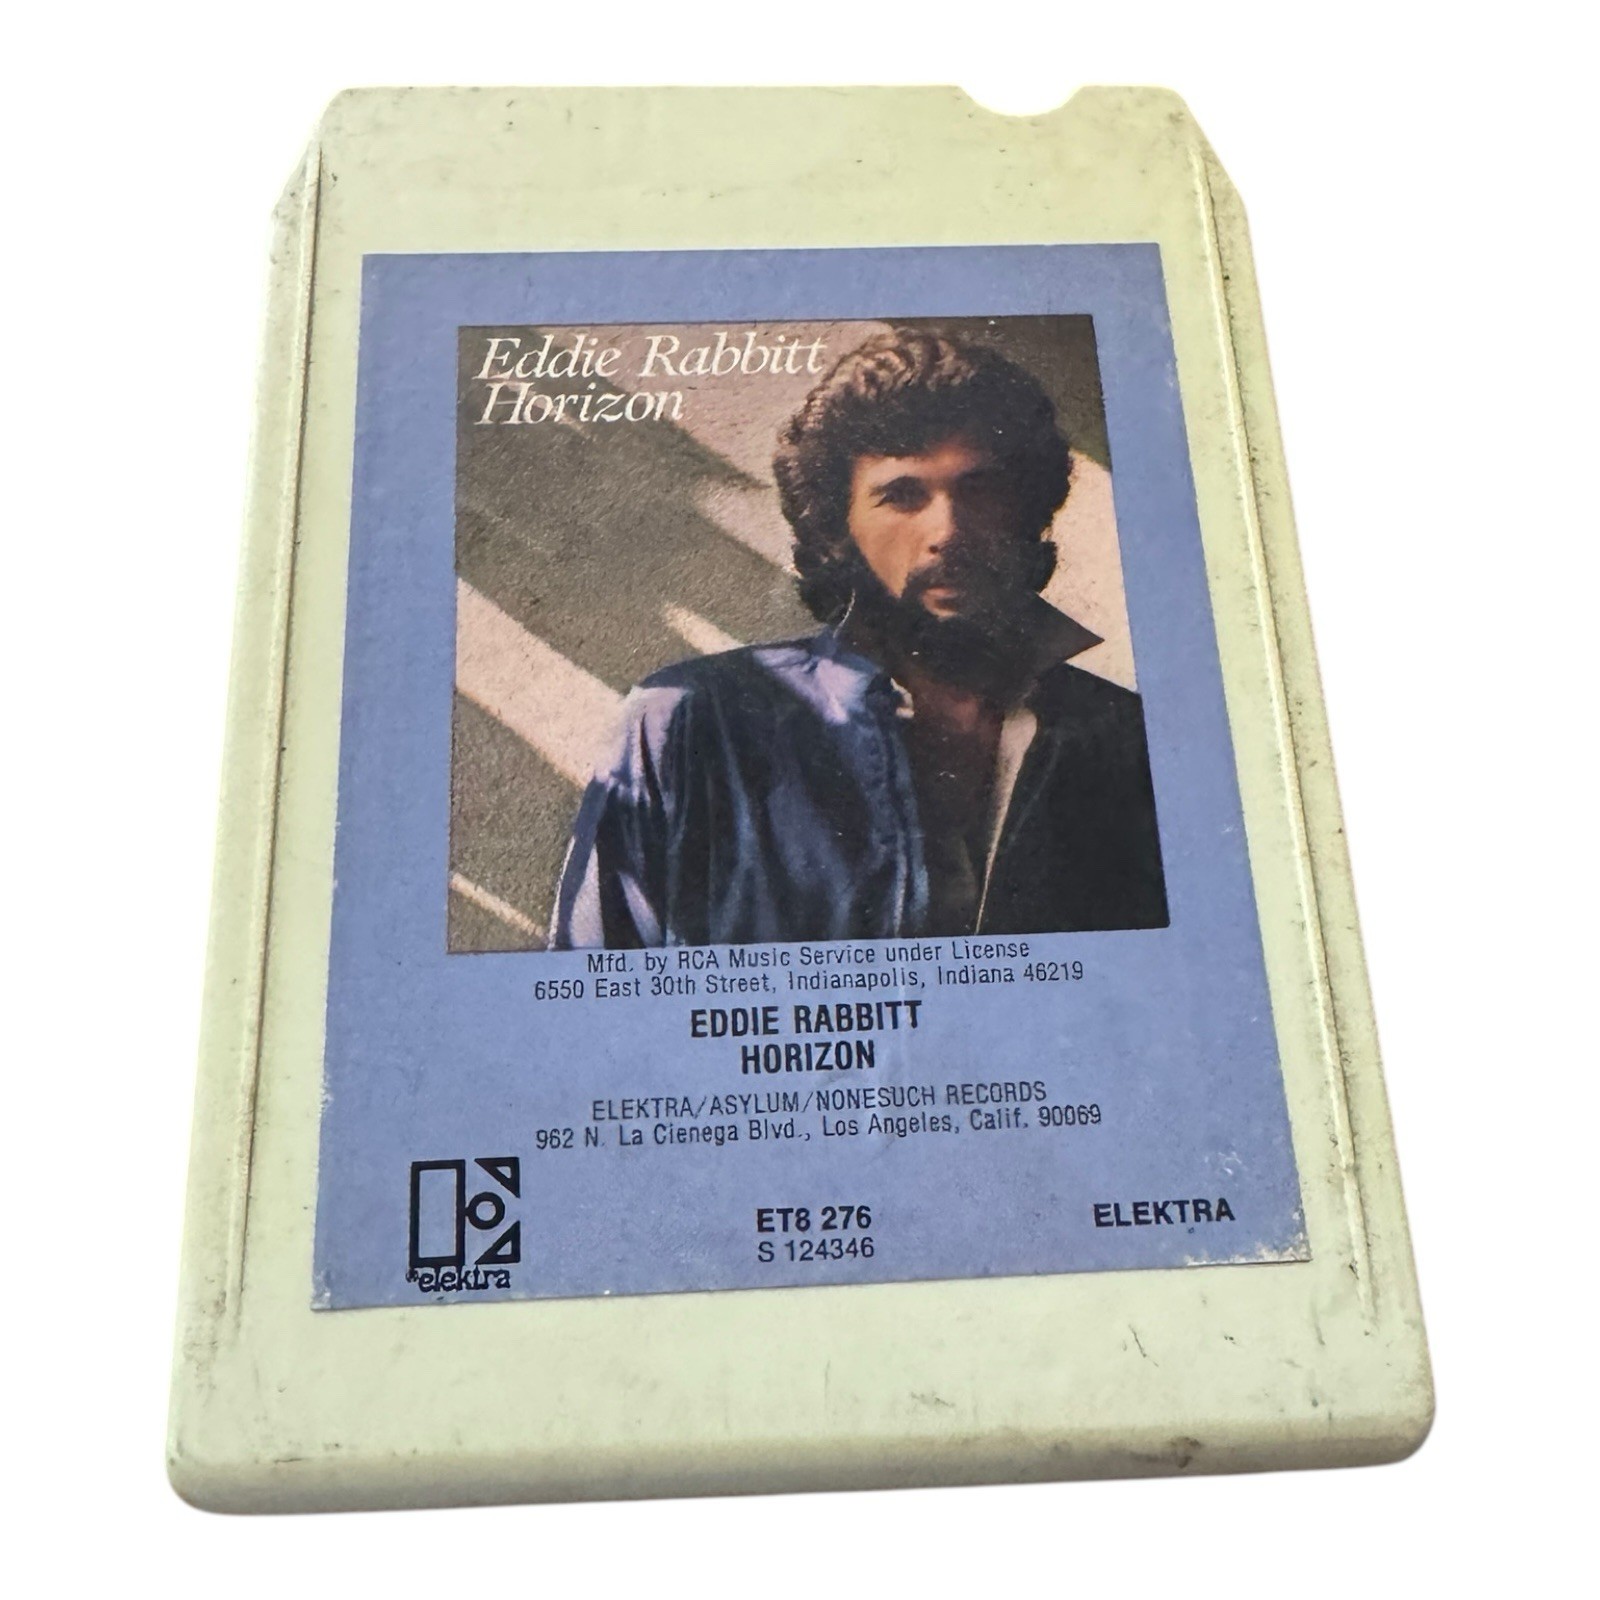 Eddie Rabbitt
Horizon
Mfd. by RCA Music Service under License
6550 East 30th Street, Indianapolis, Indiana 46219
EDDIE RABBITT
HORIZON
ELEKTRA/ASYLUM/NONESUCH RECORDS
962 N. La Cienega Blvd., Los Angeles, Calif. 90069
ET8 276
S 124346
ELEKTRA
®elektra